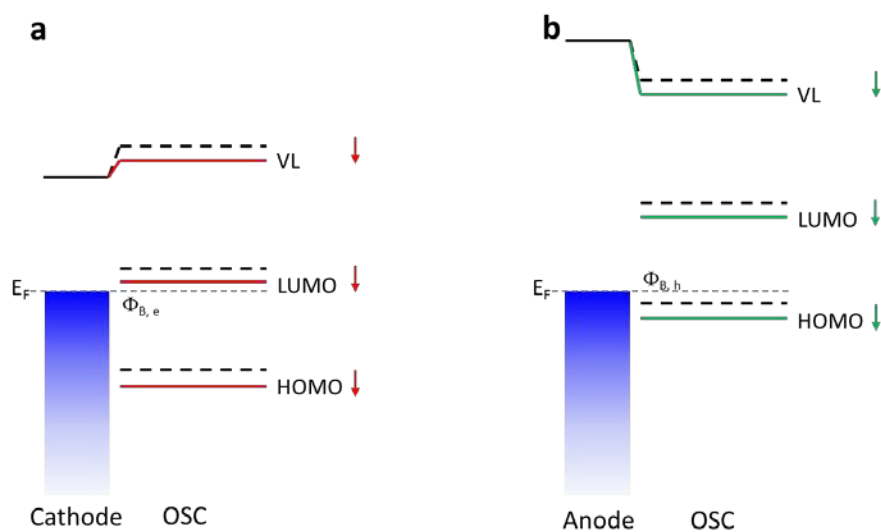 a
VL
LUMO
E_F
Φ_B, e
HOMO
Cathode OSC
b
VL
LUMO
Φ_B, h
E_F
HOMO
Anode OSC